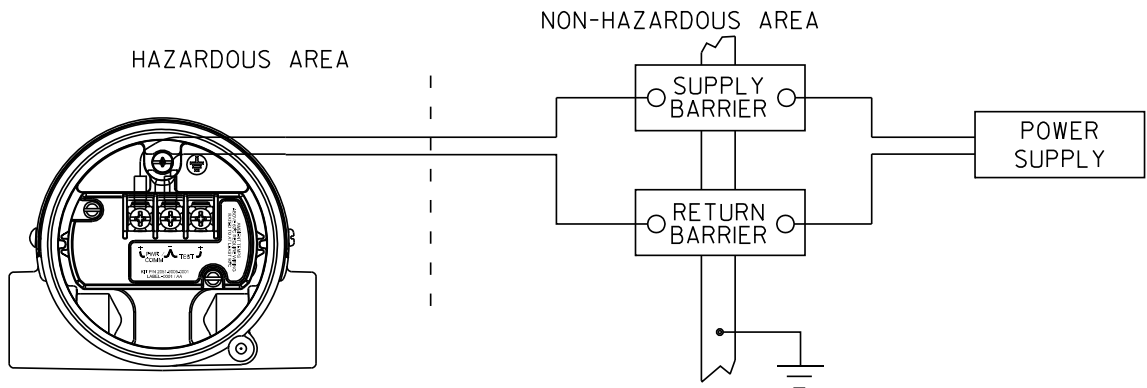 NON-HAZARDOUS AREA
HAZARDOUS AREA
SUPPLY
BARRIER
POWER
SUPPLY
RETURN
BARRIER
+ − +
PWR
COMM
TEST